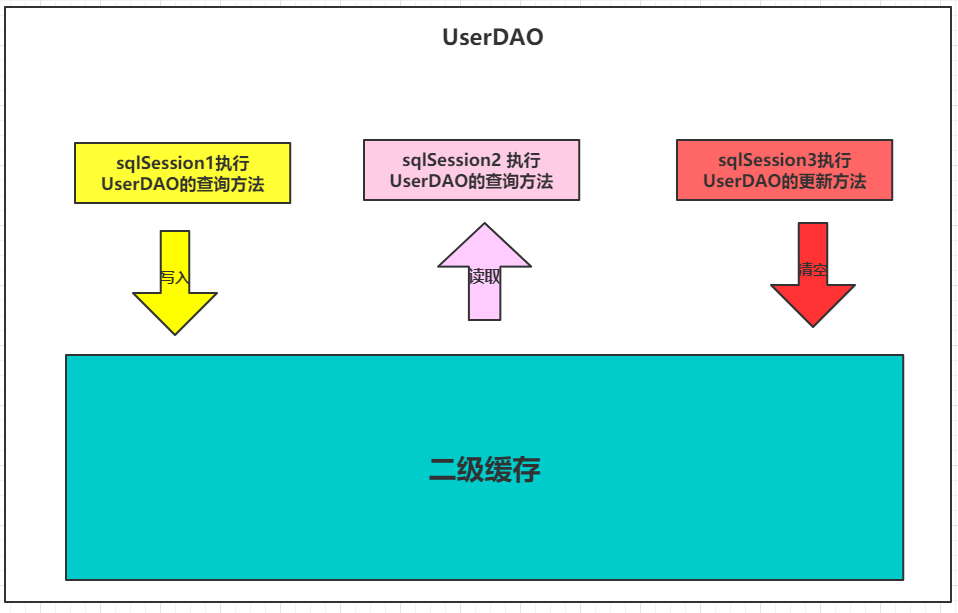 UserDAO
sqlSession1执行
UserDAO的查询方法
sqlSession2 执行
UserDAO的查询方法
sqlSession3执行
UserDAO的更新方法
写入
读取
清空
二级缓存